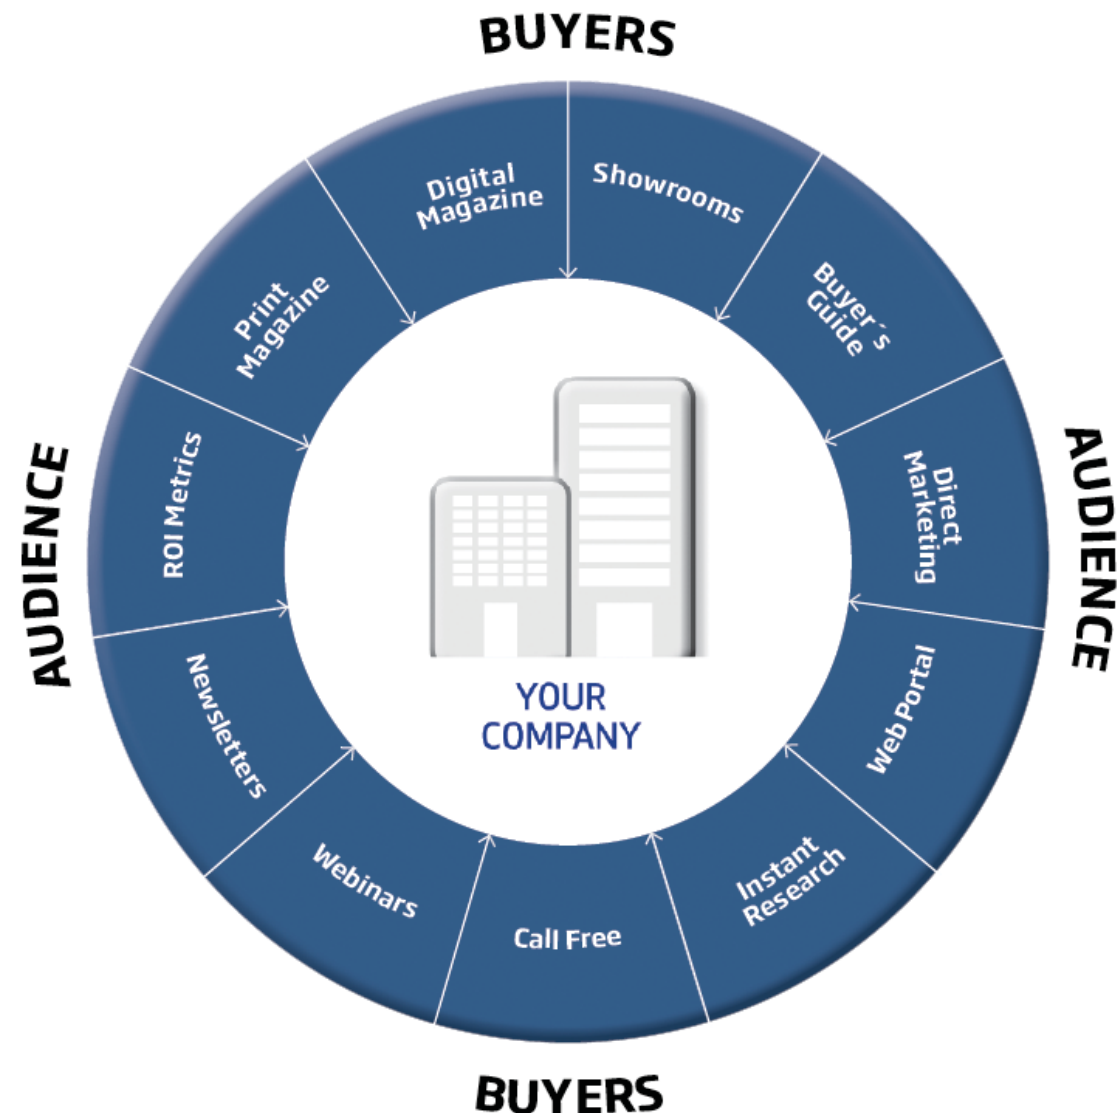 BUYERS
Digital
Magazine
Showrooms
Buyer´s
Guide
Direct
Marketing
Web Portal
Instant
Research
Call Free
Webinars
Newsletters
ROI Metrics
Print
Magazine
AUDIENCE
AUDIENCE
YOUR
COMPANY
BUYERS